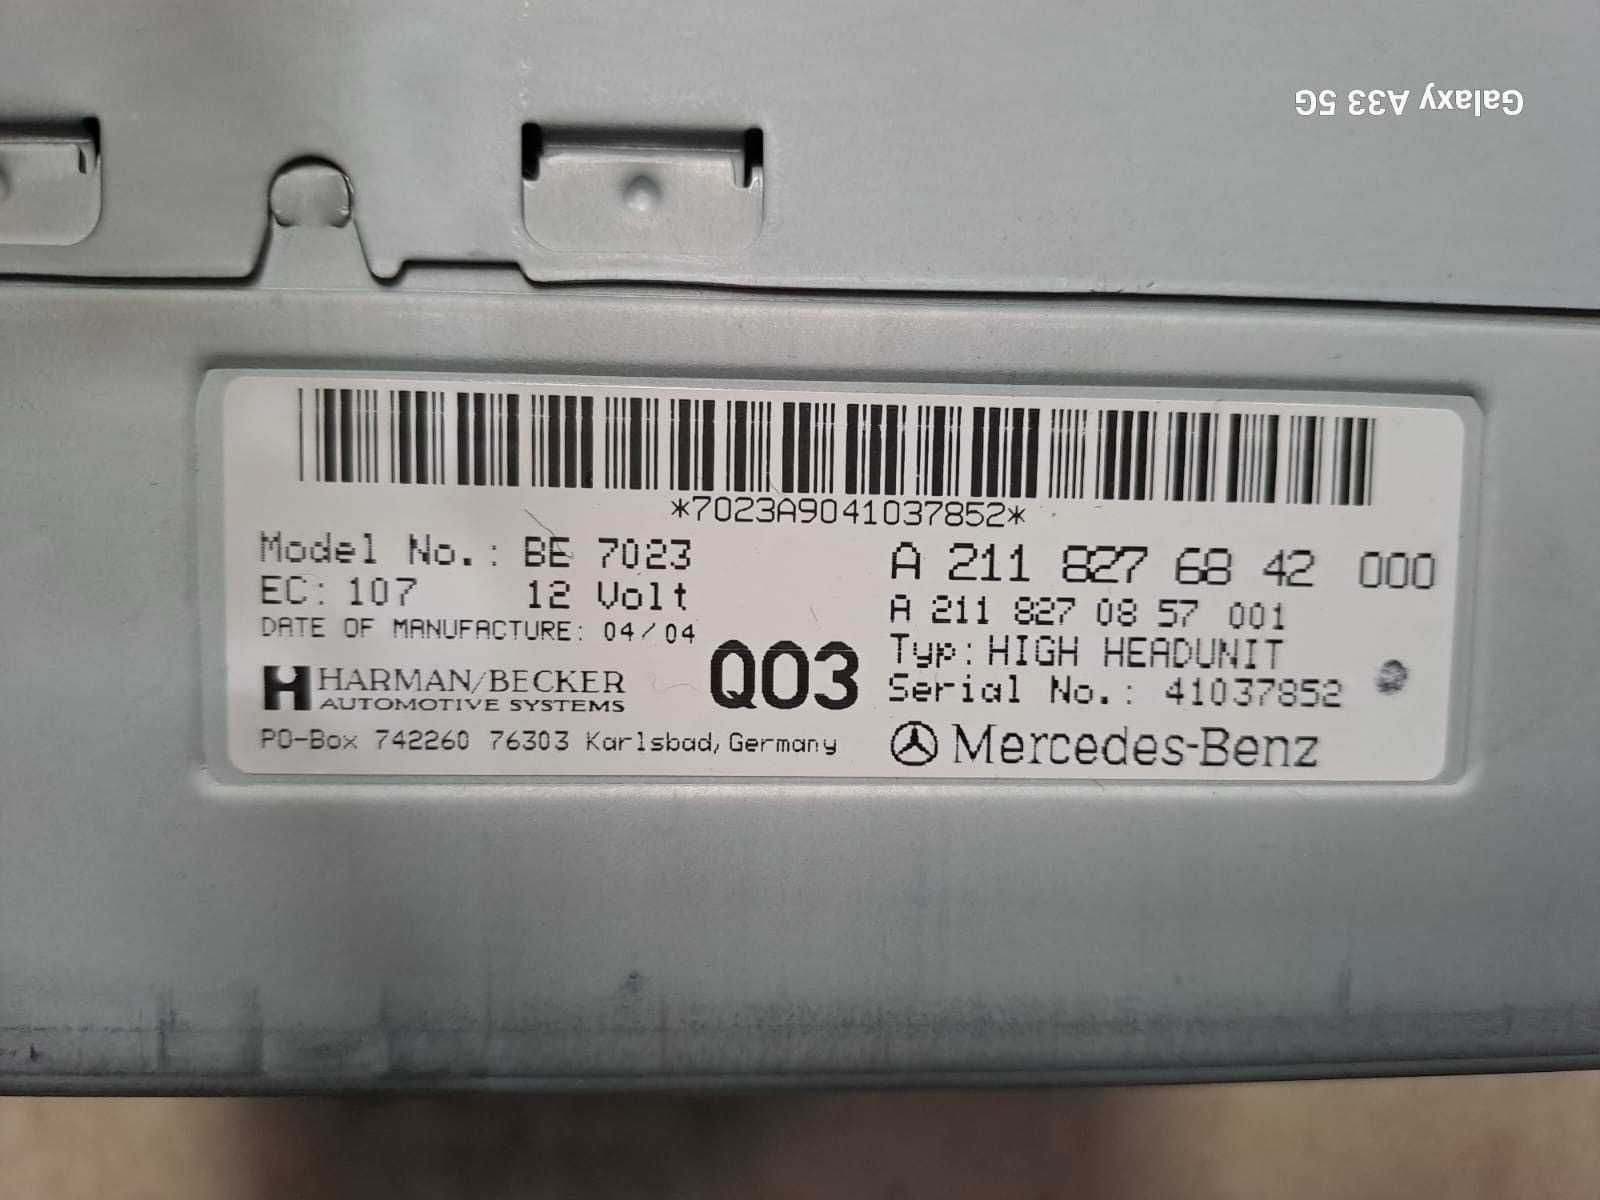 Galaxy A33 5G
*7023A9041037852*
Model No.: BE 7023
EC: 107 12 Volt
DATE OF MANUFACTURE: 04/04
HARMAN/BECKER
AUTOMOTIVE SYSTEMS
Q03
PO-Box 742260 76303 Karlsbad, Germany
A 211 827 68 42 000
A 211 827 08 57 001
Typ: HIGH HEADUNIT
Serial No.: 41037852
Mercedes-Benz